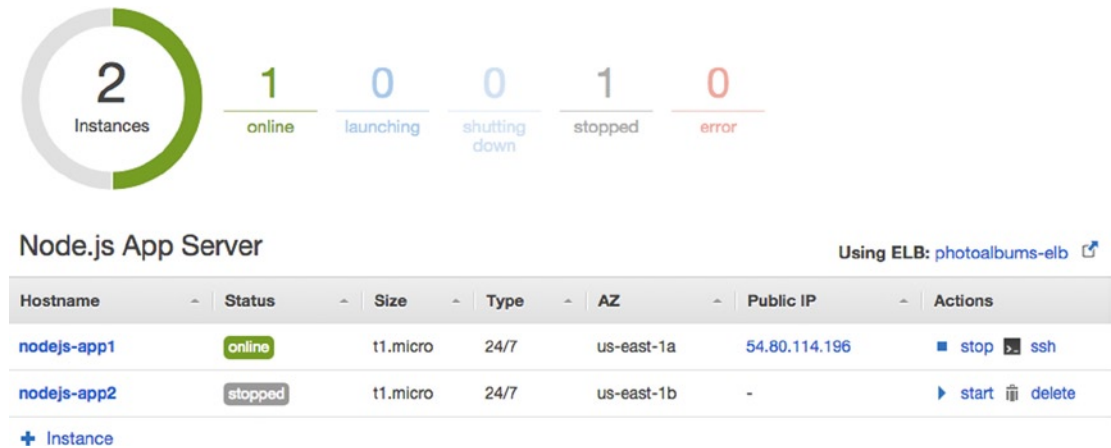 2
Instances
1
online
0
launching
0
shutting
down
1
stopped
0
error
Node.js App Server
Using ELB: photoalbums-elb
Hostname Status Size Type AZ Public IP Actions
nodejs-app1 online t1.micro 24/7 us-east-1a 54.80.114.196 stop ssh
nodejs-app2 stopped t1.micro 24/7 us-east-1b - start delete
+ Instance